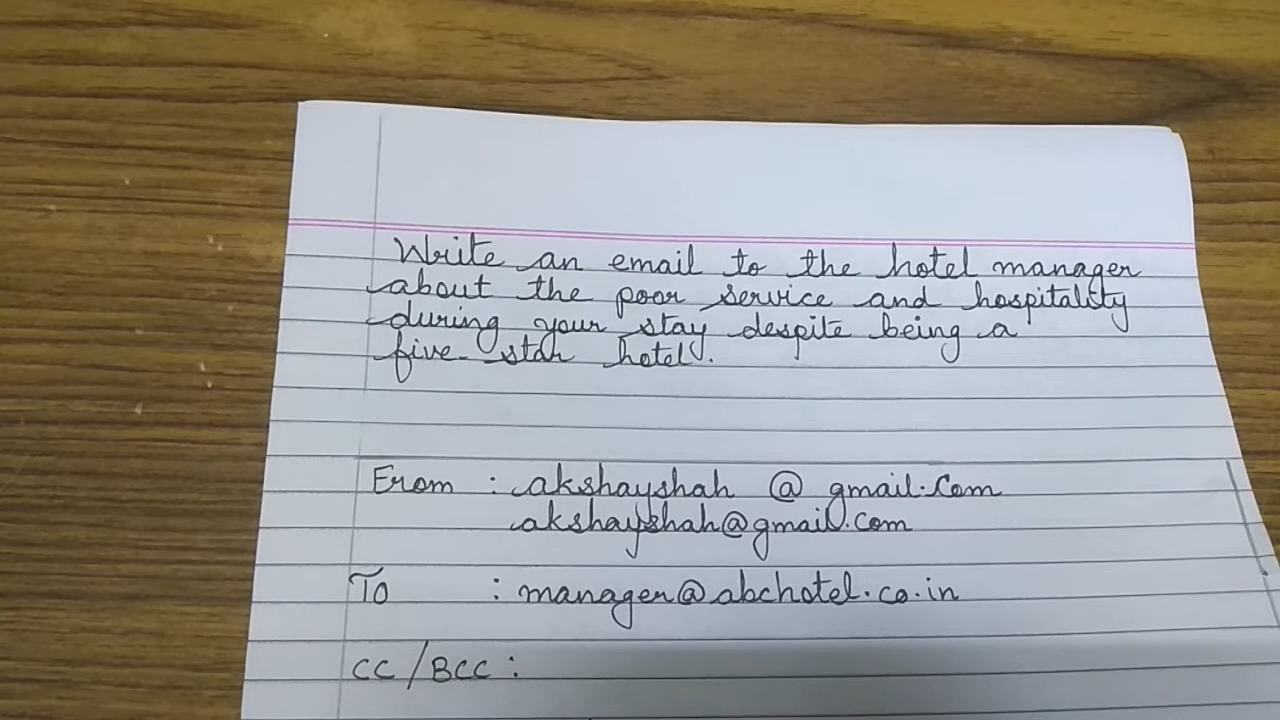 Write an email to the hotel manager
about the poor service and hospitality
during your stay despite being a
five-star hotel.
From : akshayshah @ gmail.com
akshayshah@gmail.com
To : manager@abchotel.co.in
CC/BCC :